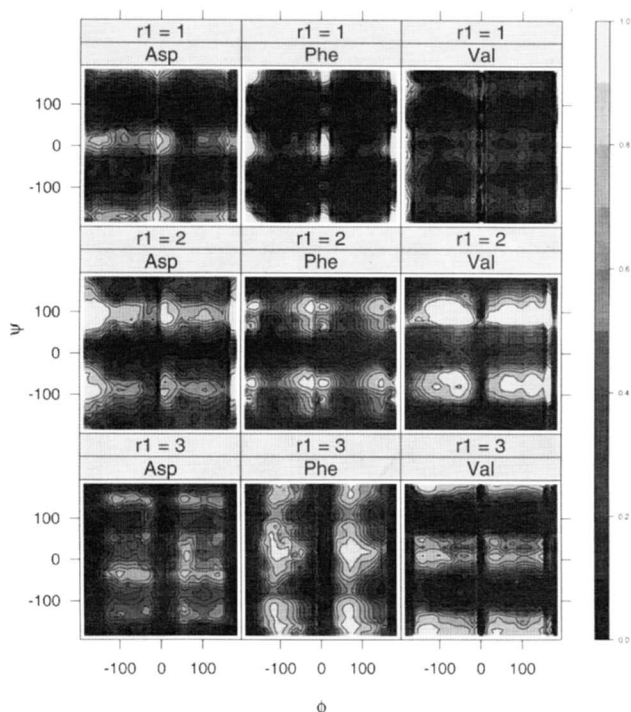 r1 = 1 r1 = 1 r1 = 1
Asp Phe Val
100
0
-100
r1 = 2 r1 = 2 r1 = 2
Asp Phe Val
100
0
-100
ψ
r1 = 3 r1 = 3 r1 = 3
Asp Phe Val
100
0
-100
-100 0 100 -100 0 100 -100 0 100
φ
1.0
0.8
0.6
0.4
0.2
0.0